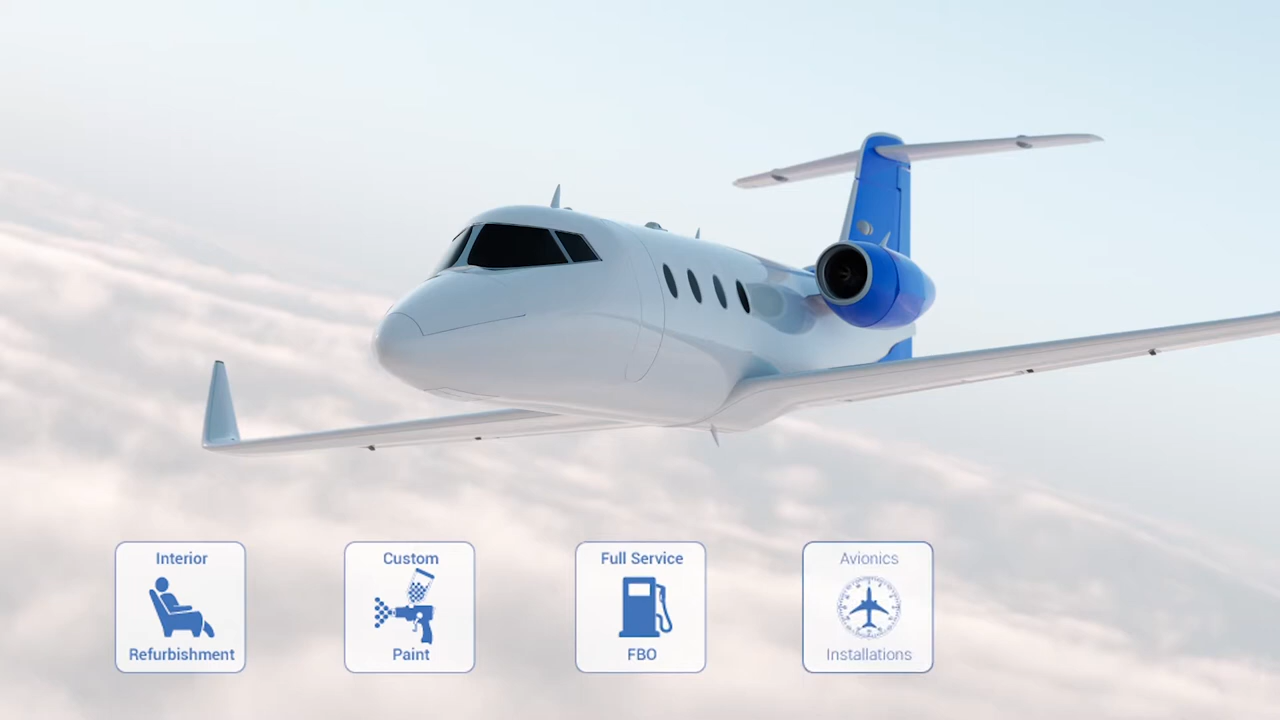 Interior
Refurbishment
Custom
Paint
Full Service
FBO
Avionics
Installations